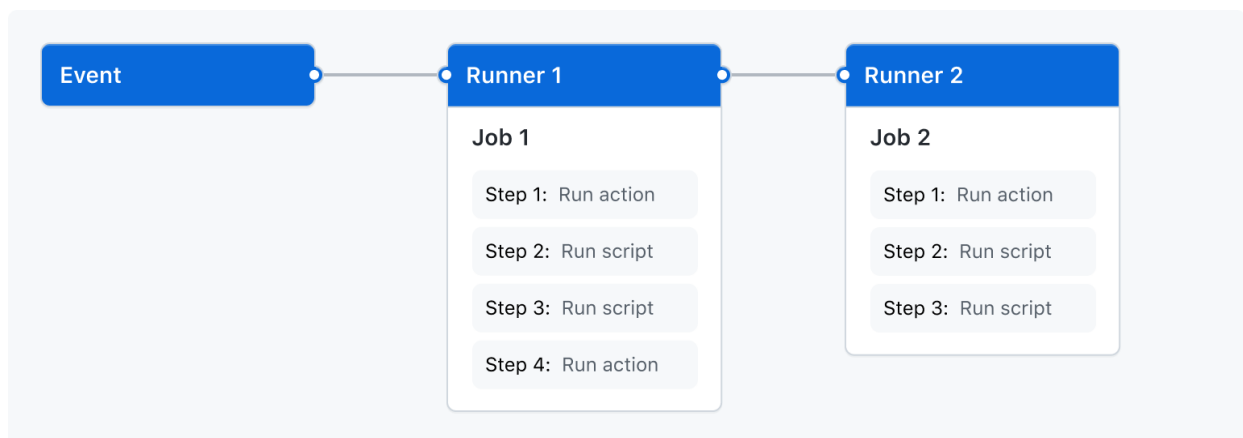 Event
Runner 1
Job 1
Step 1: Run action
Step 2: Run script
Step 3: Run script
Step 4: Run action
Runner 2
Job 2
Step 1: Run action
Step 2: Run script
Step 3: Run script